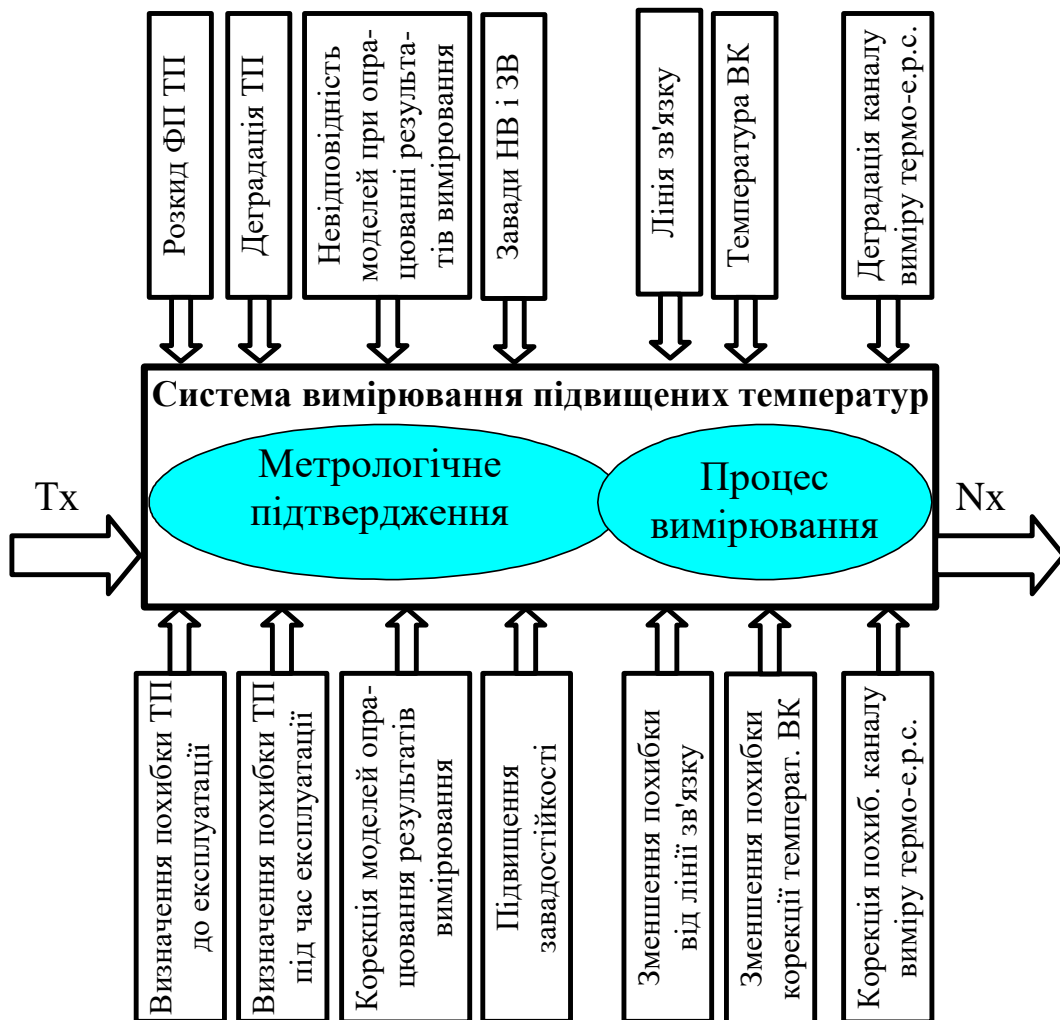 Розкид ФП ТП
Деградація ТП
Невідповідність
моделей при опра-
цюванні результа-
тів вимірювання
Завади НВ і ЗВ
Лінія зв'язку
Температура ВК
Деградація каналу
виміру термо-е.р.с.
Система вимірювання підвищених температур
Метрологічне
підтвердження
Процес
вимірювання
Tx
Nx
Визначення похибки ТП
до експлуатації
Визначення похибки ТП
під час експлуатації
Корекція моделей опра-
цювання результатів
вимірювання
Підвищення
завадостійкості
Зменшення похибки
від лінії зв'язку
Зменшення похибки
корекції температ. ВК
Корекція похиб. каналу
виміру термо-е.р.с.